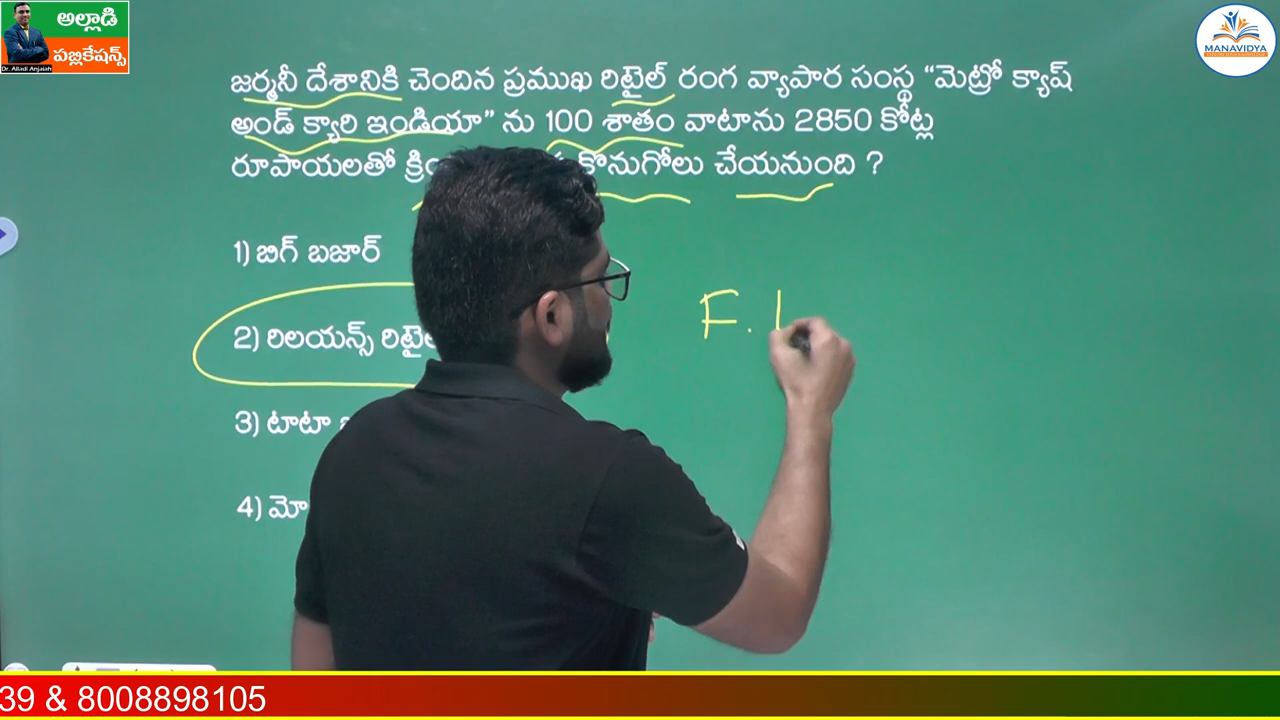 అల్లాడి
పబ్లికేషన్స్
Dr. Alladi Anjaiah
MANAVIDYA
జర్మనీ దేశానికి చెందిన ప్రముఖ రిటైల్ రంగ వ్యాపార సంస్థ “మెట్రో క్యాష్
అండ్ క్యారి ఇండియా” ను 100 శాతం వాటాను 2850 కోట్ల
రూపాయలతో కొనుగోలు చేయనుంది ?
1) బిగ్ బజార్
2) రిలయన్స్
F.
3) టాటా
4)
39 & 8008898105